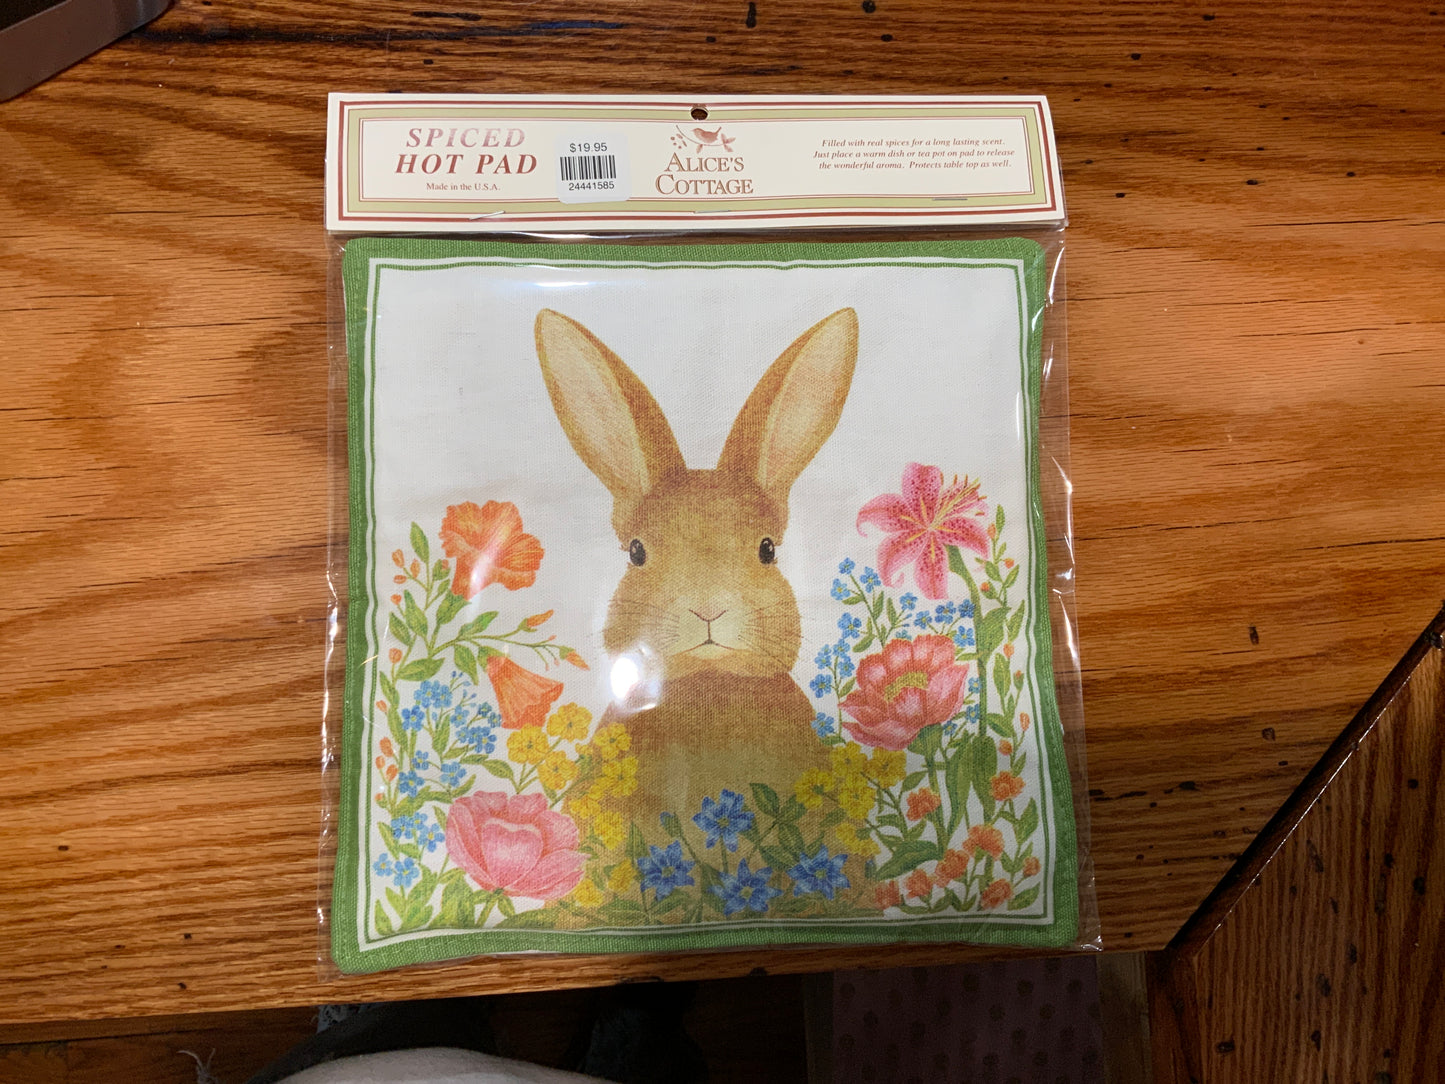 SPICED
HOT PAD
Made in the U.S.A.
$19.95
24441585
ALICE'S
COTTAGE
Filled with real spices for a long lasting scent.
Just place a warm dish or tea pot on pad to release
the wonderful aroma. Protects table top as well.